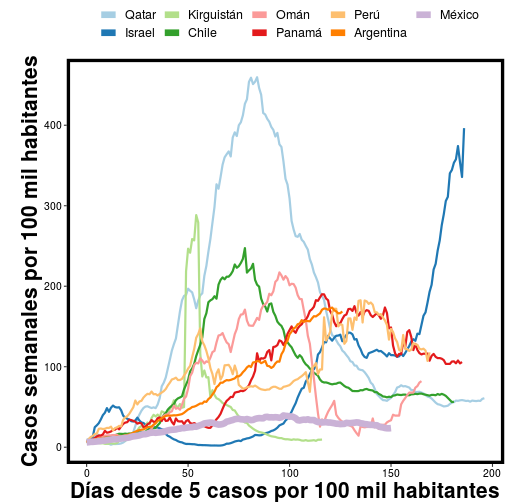 Qatar Kirguistán Omán Perú México
Israel Chile Panamá Argentina
Casos semanales por 100 mil habitantes
400
300
200
100
0
0 50 100 150 200
Días desde 5 casos por 100 mil habitantes